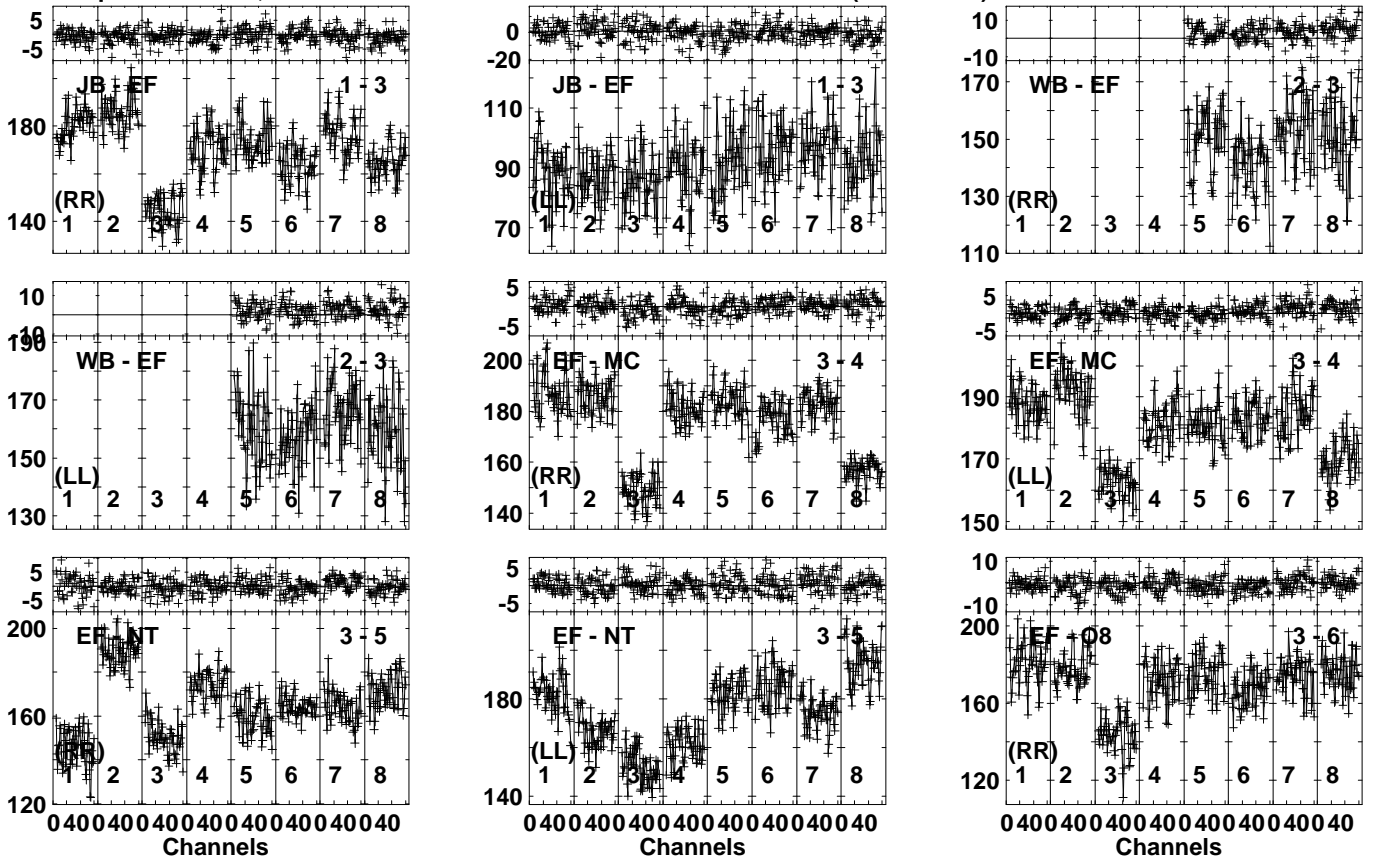 5 0 10
-5 -20 -10
JB - EF 1 - 3 JB - EF 1 - 3 WB - EF 2 - 3
180 110 170
90 150
(RR) (LL) (RR) 130
140 1 2 3 4 5 6 7 8 70 1 2 3 4 5 6 7 8 1 2 3 4 5 6 7 8
110
10 5 5
10 -5 -5
190 WB - EF 2 - 3 200 EF - MC 3 - 4 EF - MC 3 - 4
170 180 190
150 160 170
(LL) (RR) (LL)
130 1 2 3 4 5 6 7 8 140 1 2 3 4 5 6 7 8 150 1 2 3 4 5 6 7 8
5 5 10
-5 -5 -10
200 EF - NT 3 - 5 EF - NT 3 - 5 200 EF - O8 3 - 6
180 180
160 160
(RR) (LL) (RR)
1 2 3 4 5 6 7 8 1 2 3 4 5 6 7 8 1 2 3 4 5 6 7 8
120 140 120
0 40 0 40 0 40 0 40 0 40 0 40 0 40 0 40 0 40 0 40 0 40 0 40 0 40 0 40 0 40 0 40 0 40 0 40 0 40 0 40 0 40 0 40 0 40 0 40
Channels Channels Channels